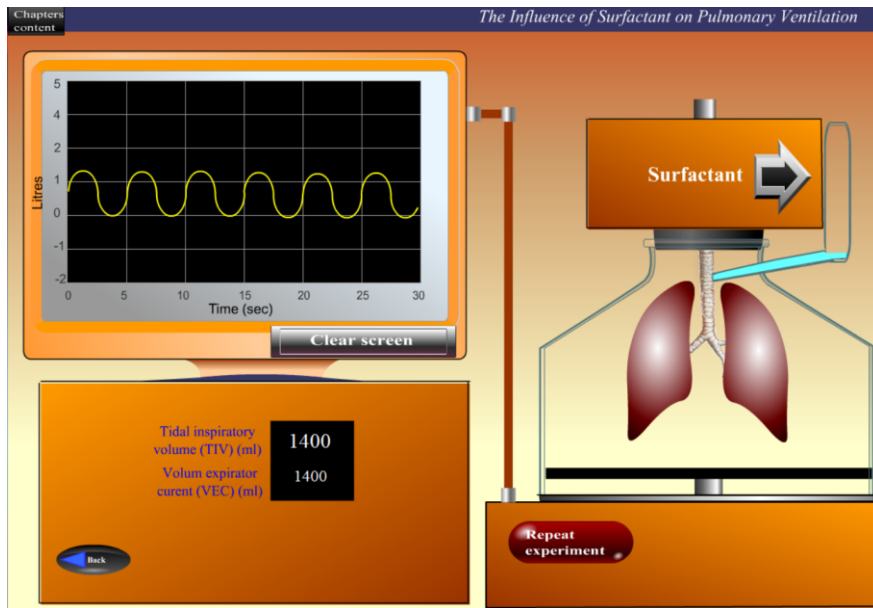 Chapters
content
The Influence of Surfactant on Pulmonary Ventilation
5
4
2
1
0
-1
-2
Litres
0 5 10 15 20 25 30
Time (sec)
Clear screen
Surfactant
Tidal inspiratory
volume (TIV) (ml)
1400
Volum expirator
curent (VEC) (ml)
1400
Back
Repeat
experiment